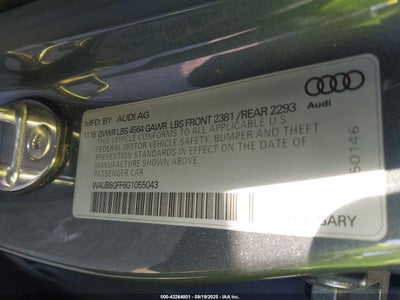 MFD. BY AUDI AG
11.15 GVWR LBS 4564 GAWR LBS FRONT 2381 / REAR 2293
THIS VEHICLE CONFORMS TO ALL APPLICABLE
FEDERAL MOTOR VEHICLE SAFETY, BUMPER AND THEFT
PREVENTION STANDARDS IN EFFECT ON THE DATE OF
MANUFACTURE SHOWN ABOVE
PASSENGER CAR
WAUB8GFF6G1055043
Audi
50146
GARY
000-43264801 - 09/19/2025 - IAA, Inc.